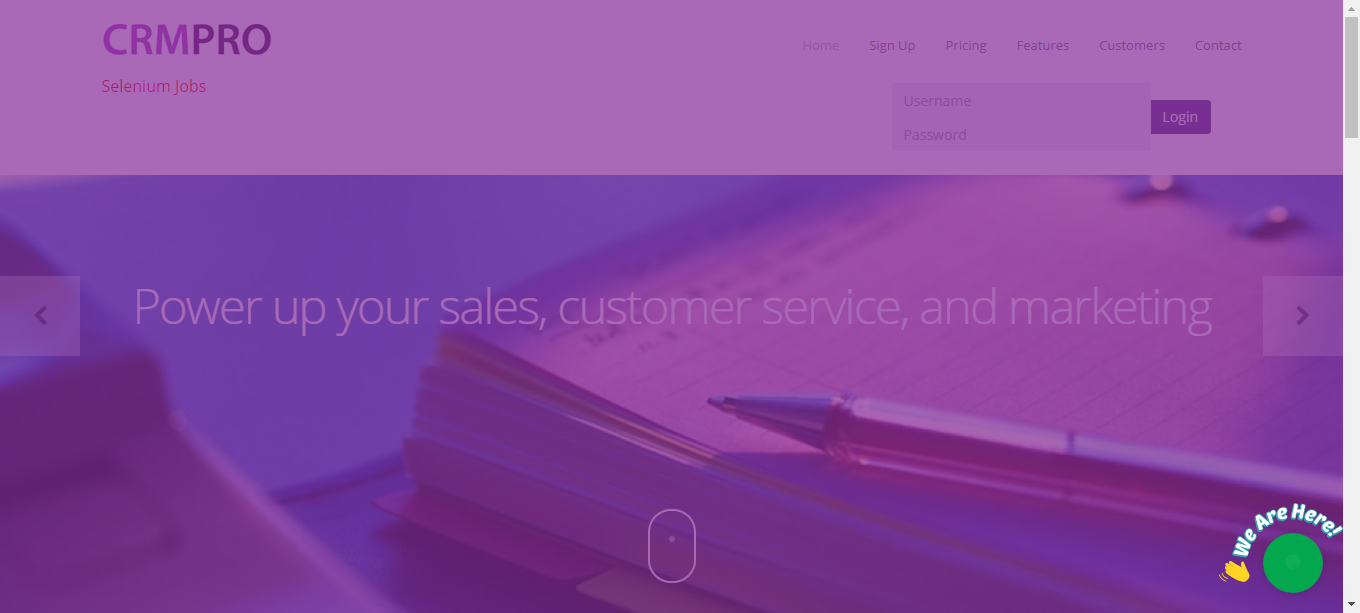 CRMPRO
Home Sign Up Pricing Features Customers Contact
Selenium Jobs
Username
Password
Login
Power up your sales, customer service, and marketing
We Are Here!